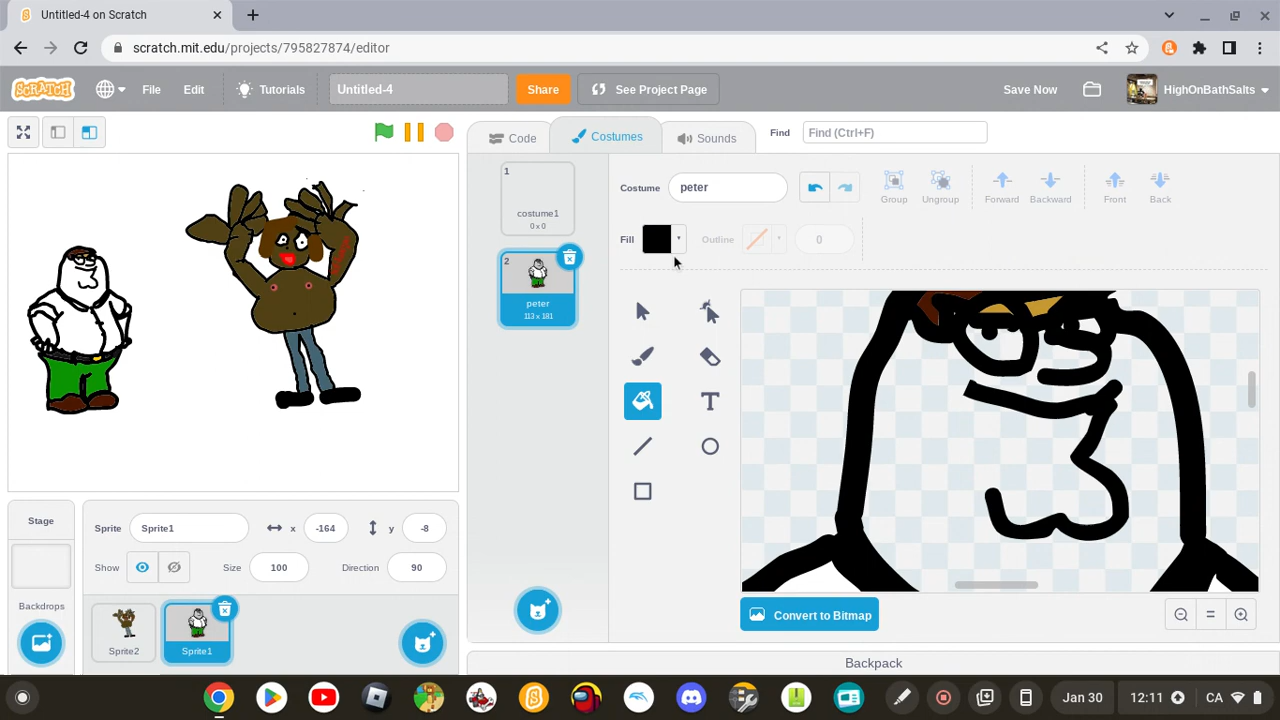 Untitled-4 on Scratch
scratch.mit.edu/projects/795827874/editor
SCRATCH
File
Edit
Tutorials
Untitled-4
Share
See Project Page
Save Now
HighOnBathSalts
Code
Costumes
Sounds
Find
Find (Ctrl+F)
1
costume1
0 x 0
2
peter
113 x 181
Costume
peter
Group
Ungroup
Forward
Backward
Front
Back
Fill
Outline
0
T
Convert to Bitmap
Backpack
Sprite
Sprite1
x
-164
y
-8
Show
Size
100
Direction
90
Stage
Backdrops
Sprite2
Sprite1
Jan 30
12:11
CA